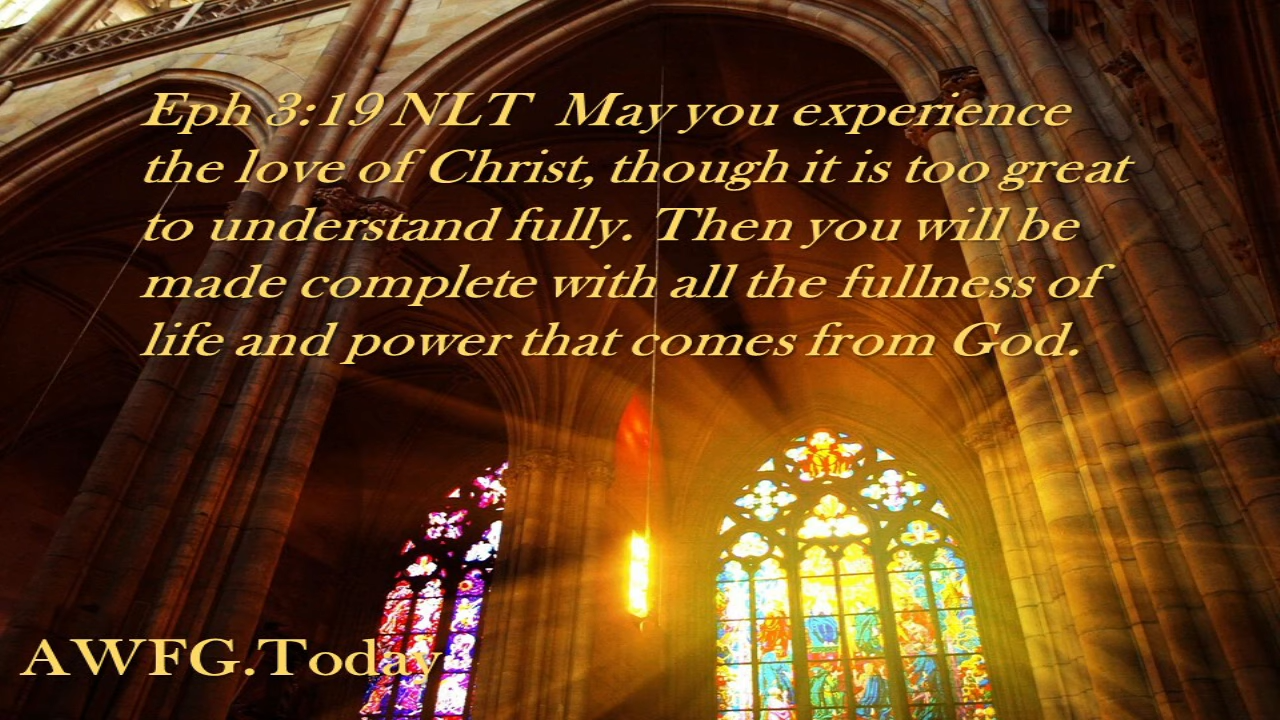 Eph 3:19 NLT  May you experience
the love of Christ, though it is too great
to understand fully.  Then you will be
made complete with all the fullness of
life and power that comes from God.
AWFG.Today